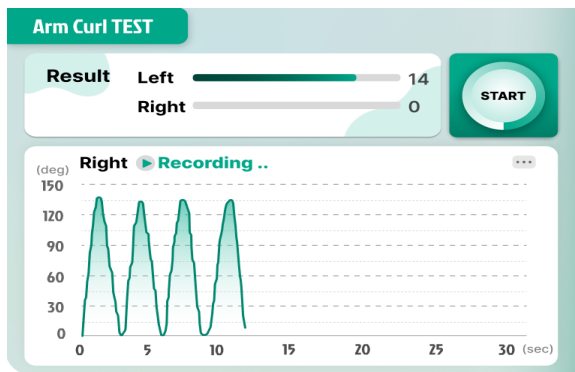 Arm Curl TEST
Result
Left 14
Right 0
START
(deg) Right Recording ..
150
120
90
60
30
0
0 5 10 15 20 25 30 (sec)